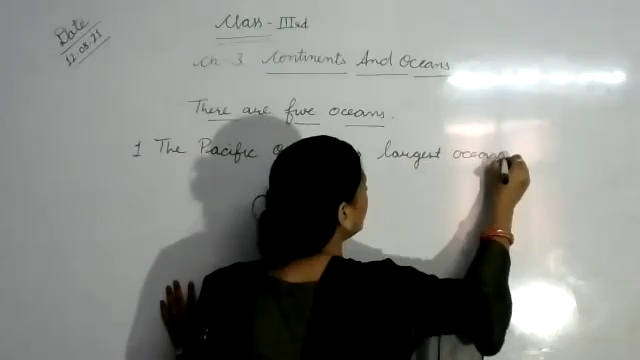 Date
12.08.21
Class - IIIrd
Ch 3 Continents And Oceans
There are five oceans.
1 The Pacific largest ocean